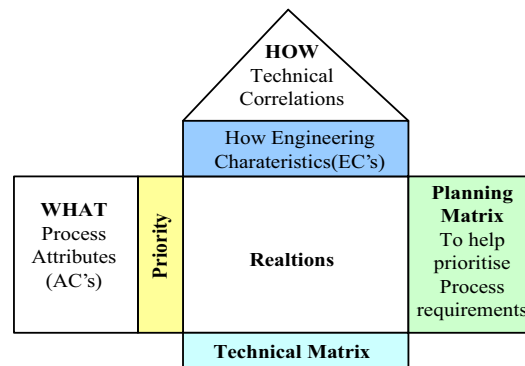 HOW
Technical
Correlations
How Engineering
Charateristics(EC's)
WHAT
Process
Attributes
(AC's)
Priority
Realtions
Planning
Matrix
To help
prioritise
Process
requirements
Technical Matrix